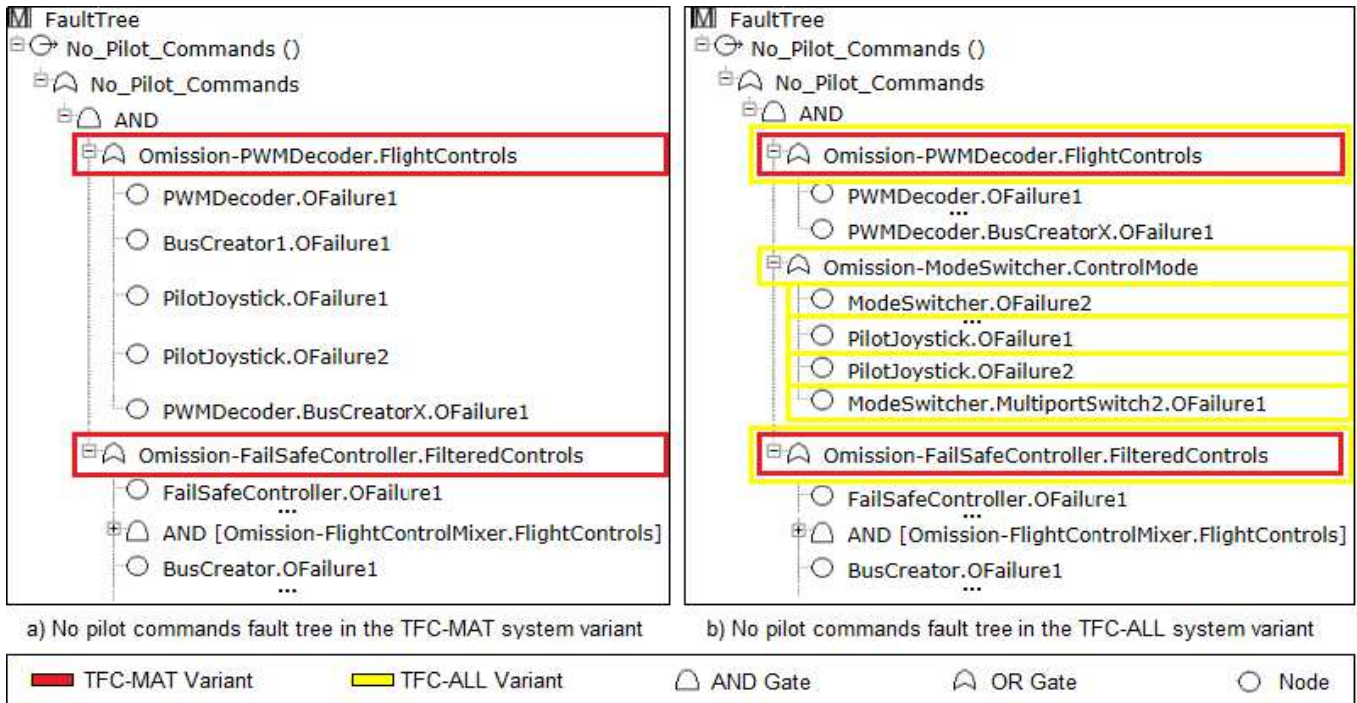 FaultTree
No_Pilot_Commands ()
No_Pilot_Commands
AND
Omission-PWMDecoder.FlightControls
PWMDecoder.OFailure1
BusCreator1.OFailure1
PilotJoystick.OFailure1
PilotJoystick.OFailure2
PWMDecoder.BusCreatorX.OFailure1
Omission-FailSafeController.FilteredControls
FailSafeController.OFailure1
...
AND [Omission-FlightControlMixer.FlightControls]
BusCreator.OFailure1
...
a) No pilot commands fault tree in the TFC-MAT system variant
FaultTree
No_Pilot_Commands ()
No_Pilot_Commands
AND
Omission-PWMDecoder.FlightControls
PWMDecoder.OFailure1
...
PWMDecoder.BusCreatorX.OFailure1
Omission-ModeSwitcher.ControlMode
ModeSwitcher.OFailure2
...
PilotJoystick.OFailure1
PilotJoystick.OFailure2
ModeSwitcher.MultiportSwitch2.OFailure1
Omission-FailSafeController.FilteredControls
FailSafeController.OFailure1
...
AND [Omission-FlightControlMixer.FlightControls]
BusCreator.OFailure1
...
b) No pilot commands fault tree in the TFC-ALL system variant
TFC-MAT Variant TFC-ALL Variant AND Gate OR Gate Node